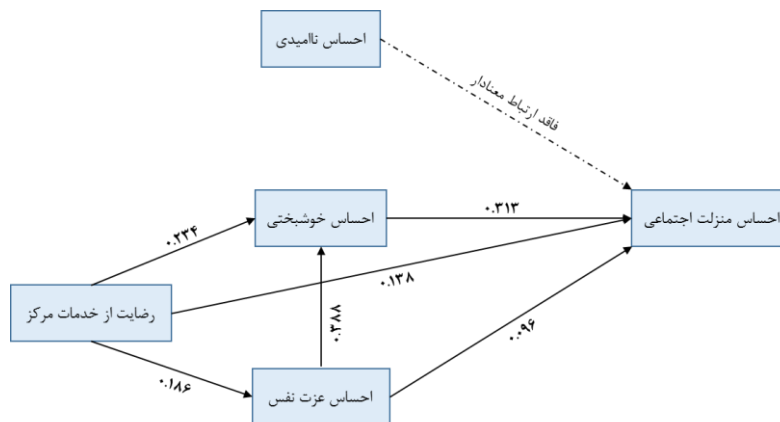 احساس ناامیدی
فاقد ارتباط معنادار
احساس خوشبختی
۰.۳۱۳
احساس منزلت اجتماعی
۰.۲۳۴
۰.۱۳۸
رضایت از خدمات مرکز
۰.۳۸۸
۰.۰۹۶
۰.۱۸۶
احساس عزت نفس